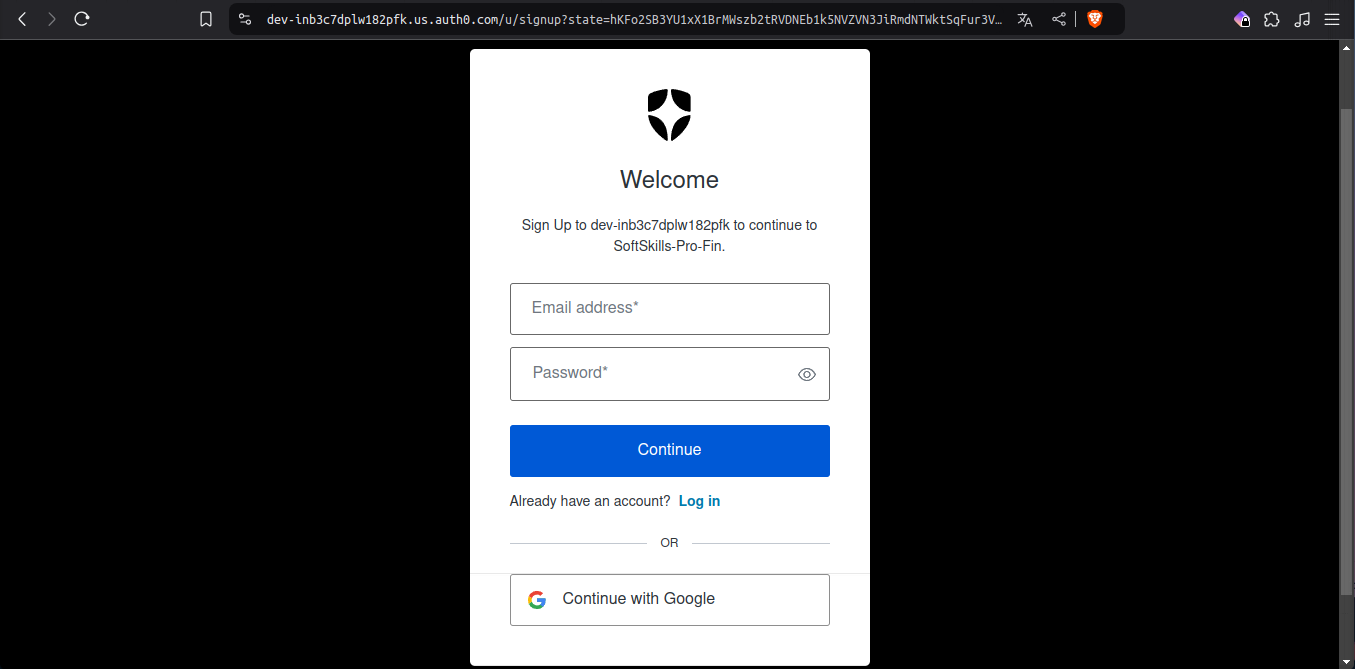 dev-inb3c7dplw182pfk.us.auth0.com/u/signup?state=hKFo2SB3YU1xX1BrMWszb2tRVDNEb1k5NVZVN3JiRmdNTWktSqFur3V…
Welcome
Sign Up to dev-inb3c7dplw182pfk to continue to
SoftSkills-Pro-Fin.
Email address*
Password*
Continue
Already have an account? Log in
OR
Continue with Google